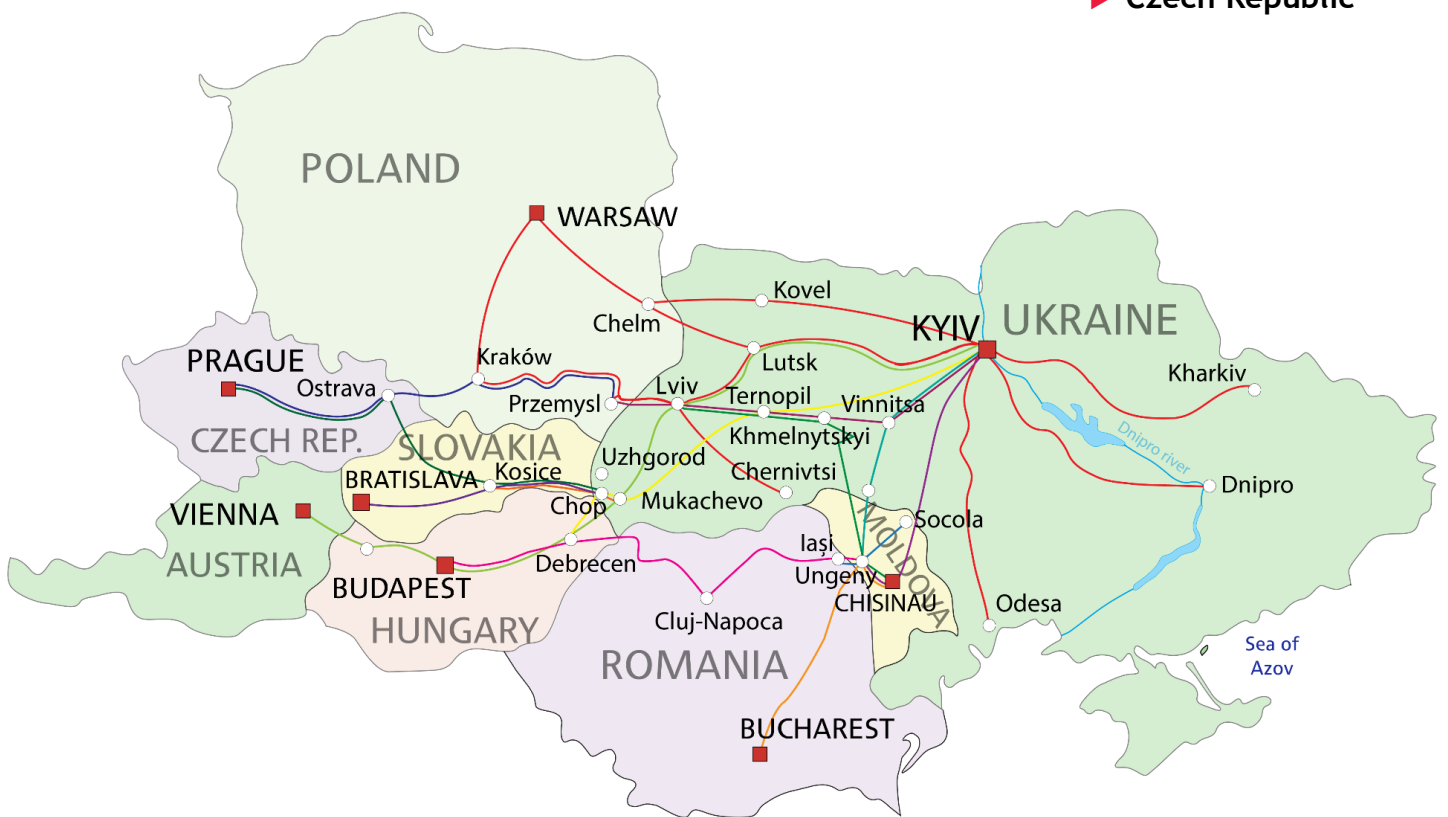 Czech Republic
POLAND
WARSAW
Kovel
Chelm
KYIV
UKRAINE
PRAGUE
Kraków
Lutsk
Kharkiv
Ostrava
Przemysl
Lviv
Ternopil
Vinnitsa
CZECH REP.
SLOVAKIA
Khmelnytskyi
Dnipro river
Uzhgorod
Chernivtsi
BRATISLAVA
Kosice
Chop
Mukachevo
Dnipro
VIENNA
MOLDOVA
Socola
AUSTRIA
Debrecen
Iași
Ungeny
BUDAPEST
CHISINAU
Odesa
HUNGARY
Cluj-Napoca
ROMANIA
Sea of
Azov
BUCHAREST